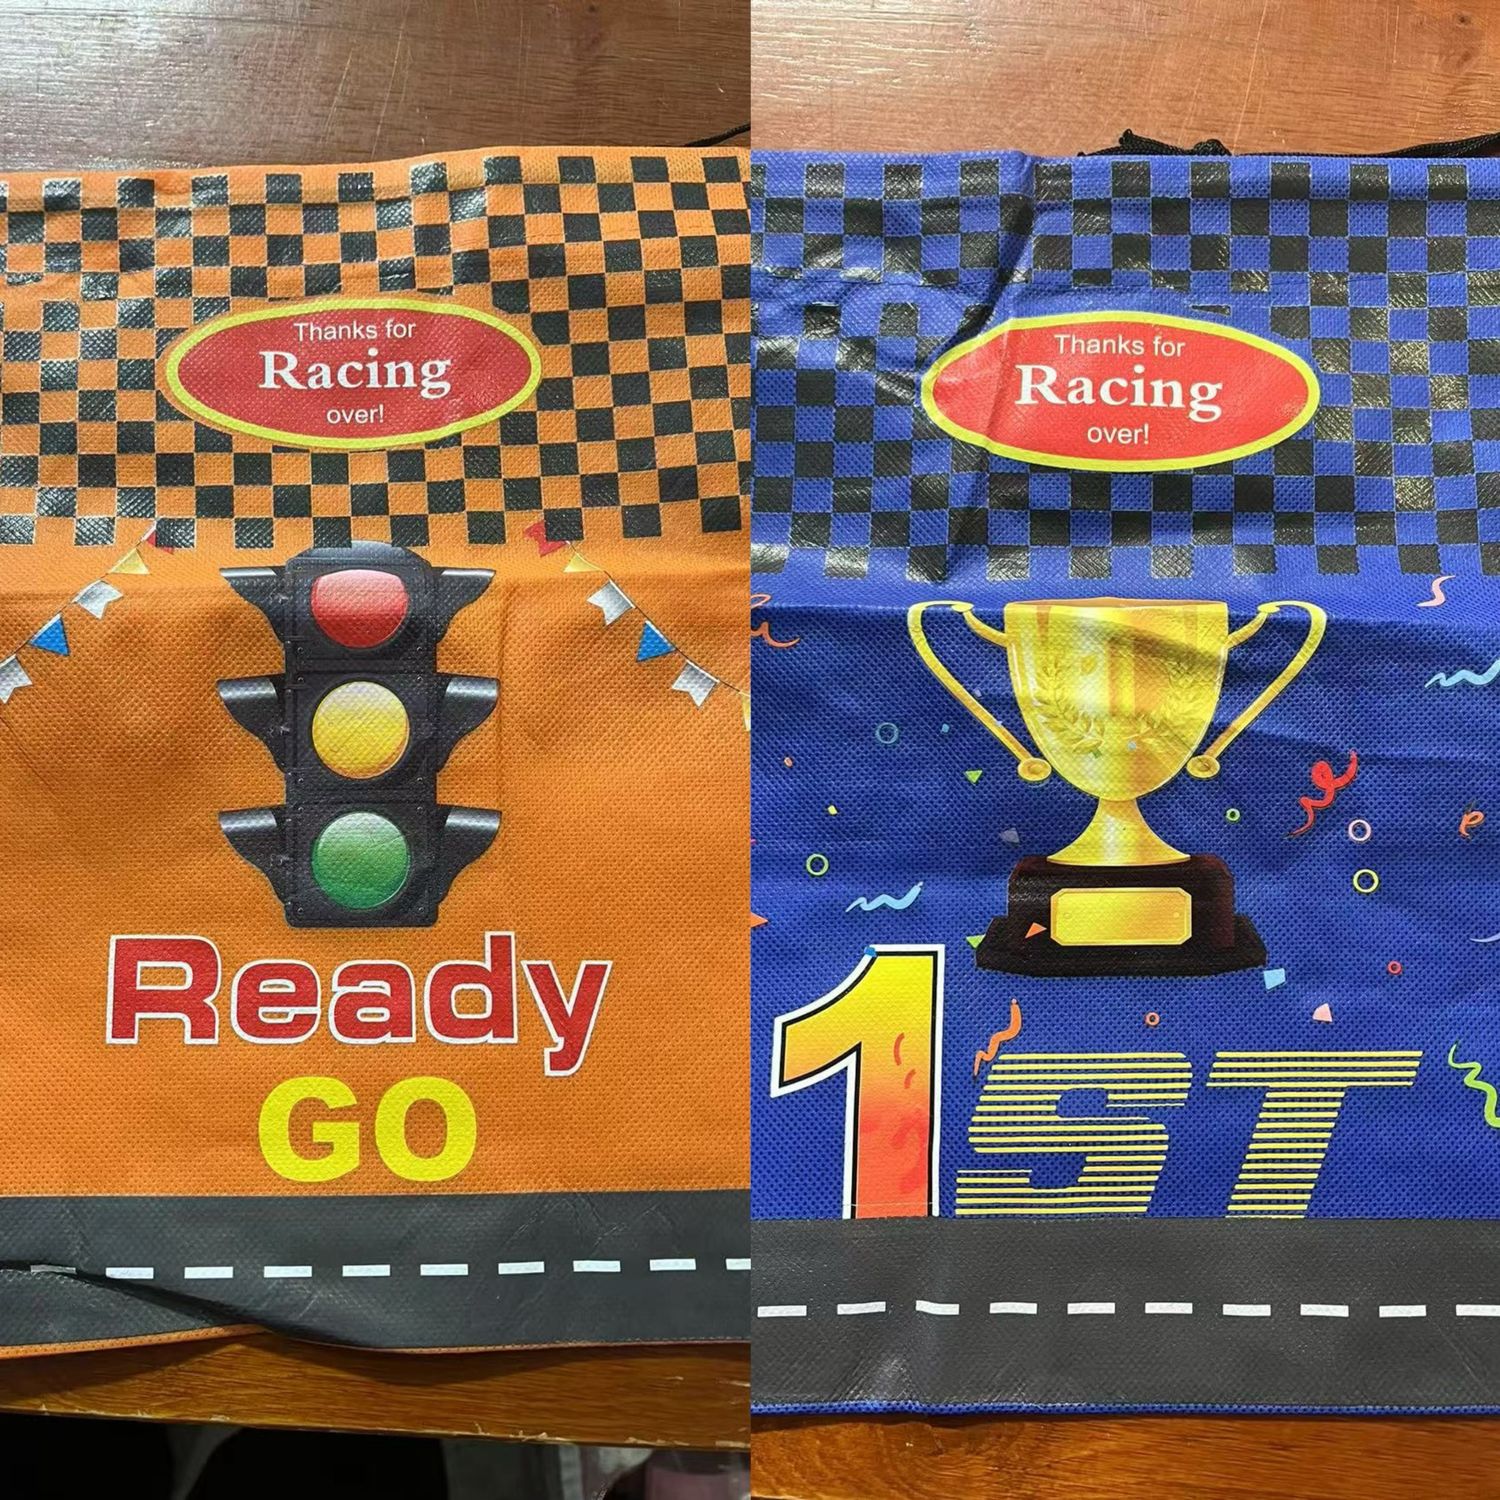 Thanks for
Racing
over!
Ready
GO
Thanks for
Racing
over!
1ST